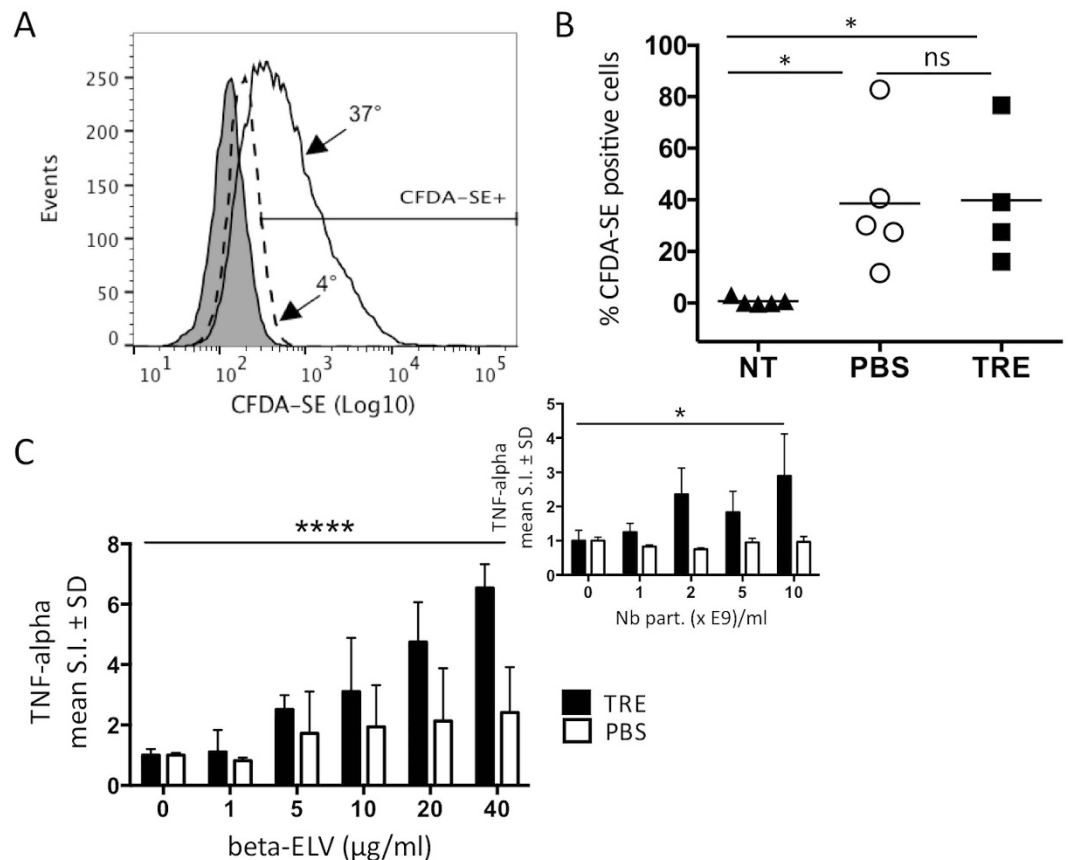 A
250
200
150
100
50
0
Events
37°
CFDA-SE+
4°
10^1 10^2 10^3 10^4 10^5
CFDA-SE (Log10)
B
100
80
60
40
20
0
% CFDA-SE positive cells
*
* ns
NT PBS TRE
C
8
6
4
2
0
TNF-alpha
mean S.I. ± SD
****
0 1 5 10 20 40
beta-ELV (µg/ml)
5
4
3
2
1
0
TNF-alpha
mean S.I. ± SD
*
0 1 2 5 10
Nb part. (x E9)/ml
TRE
PBS